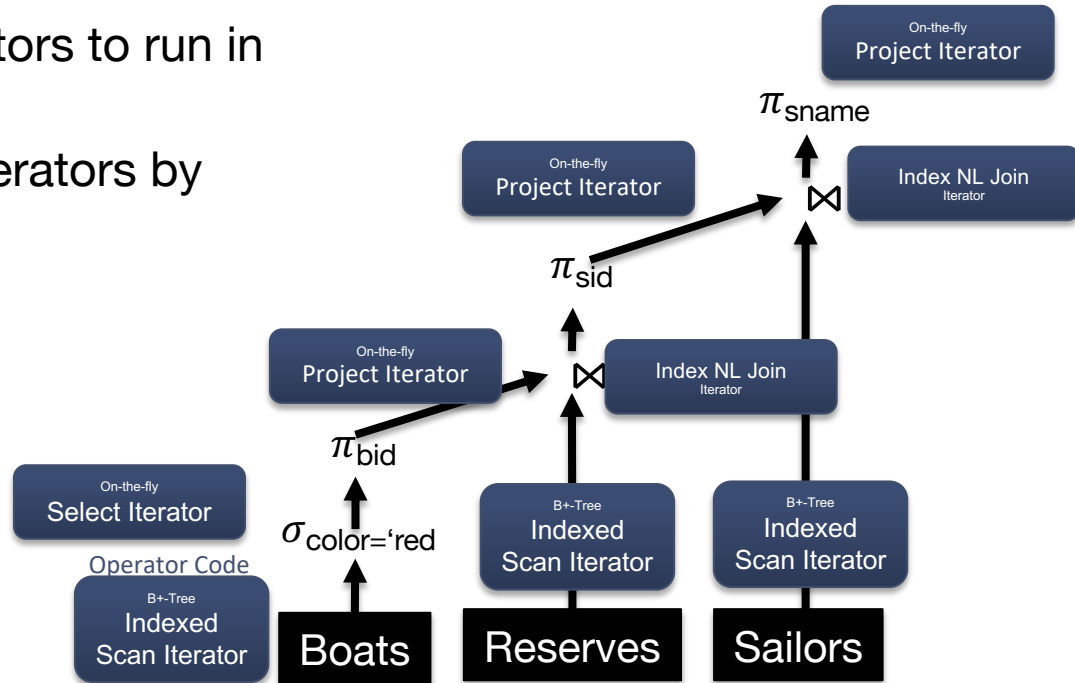 tors to run in
erators by
On-the-fly
Project Iterator
π sname
On-the-fly
Project Iterator
⋈
Index NL Join
Iterator
π sid
On-the-fly
Project Iterator
⋈
Index NL Join
Iterator
π bid
On-the-fly
Select Iterator
σ color=‘red
B+-Tree
Indexed
Scan Iterator
B+-Tree
Indexed
Scan Iterator
Operator Code
B+-Tree
Indexed
Scan Iterator
Boats
Reserves
Sailors